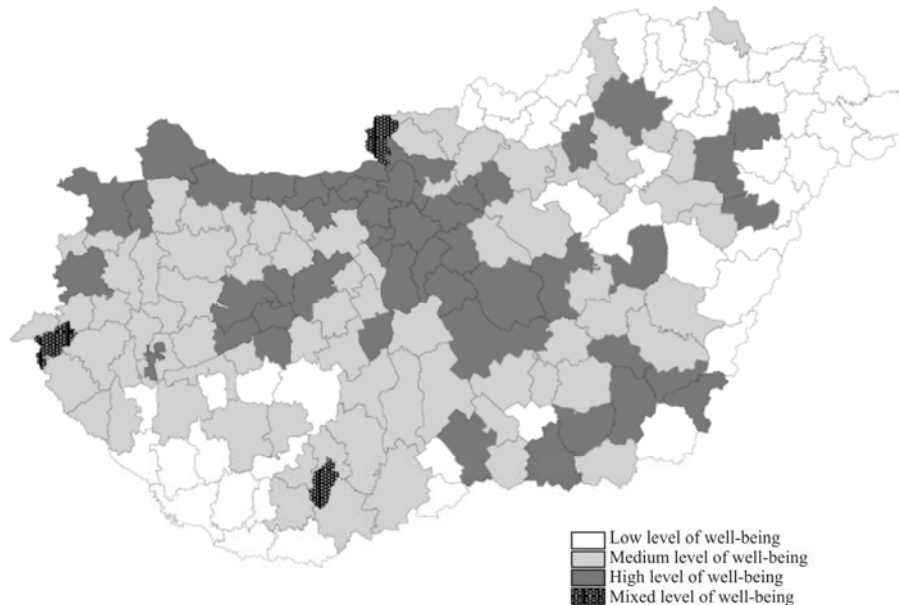 Low level of well-being
Medium level of well-being
High level of well-being
Mixed level of well-being